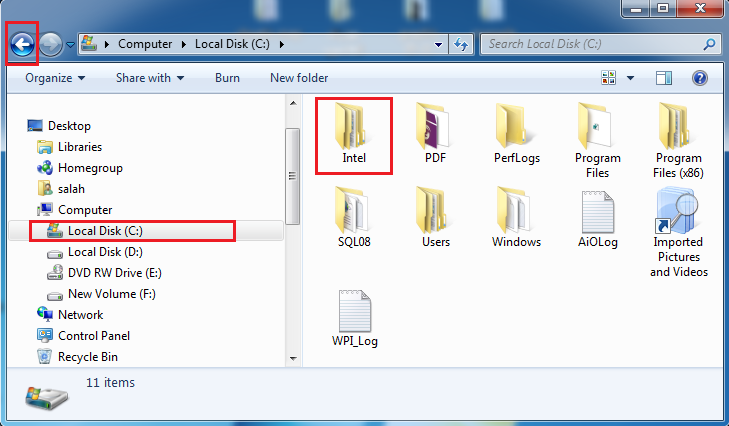 Computer
Local Disk (C:)
Search Local Disk (C:)
Organize
Share with
Burn
New folder
Desktop
Libraries
Homegroup
salah
Computer
Local Disk (C:)
Local Disk (D:)
DVD RW Drive (E:)
New Volume (F:)
Network
Control Panel
Recycle Bin
Intel
PDF
PerfLogs
Program
Files
Program
Files (x86)
SQL08
Users
Windows
AiOLog
Imported
Pictures
and Videos
WPI_Log
11 items